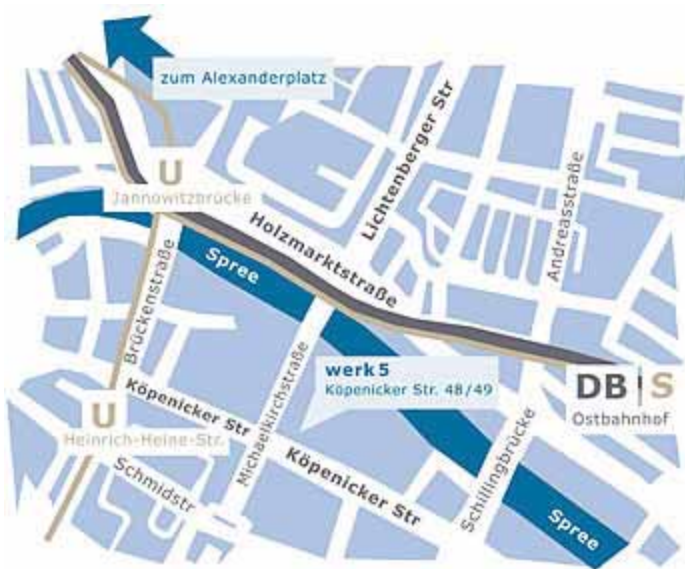 zum Alexanderplatz
U
Jannowitzbrücke
Lichtenberger Str
Andreasstraße
Holzmarktstraße
Spree
Brückenstraße
werk5
Köpenicker Str. 48/49
DB S
Ostbahnhof
Michaelkirchstraße
Köpenicker Str
U
Heinrich-Heine-Str.
Schillingbrücke
Köpenicker Str
Schmidstr
Spree